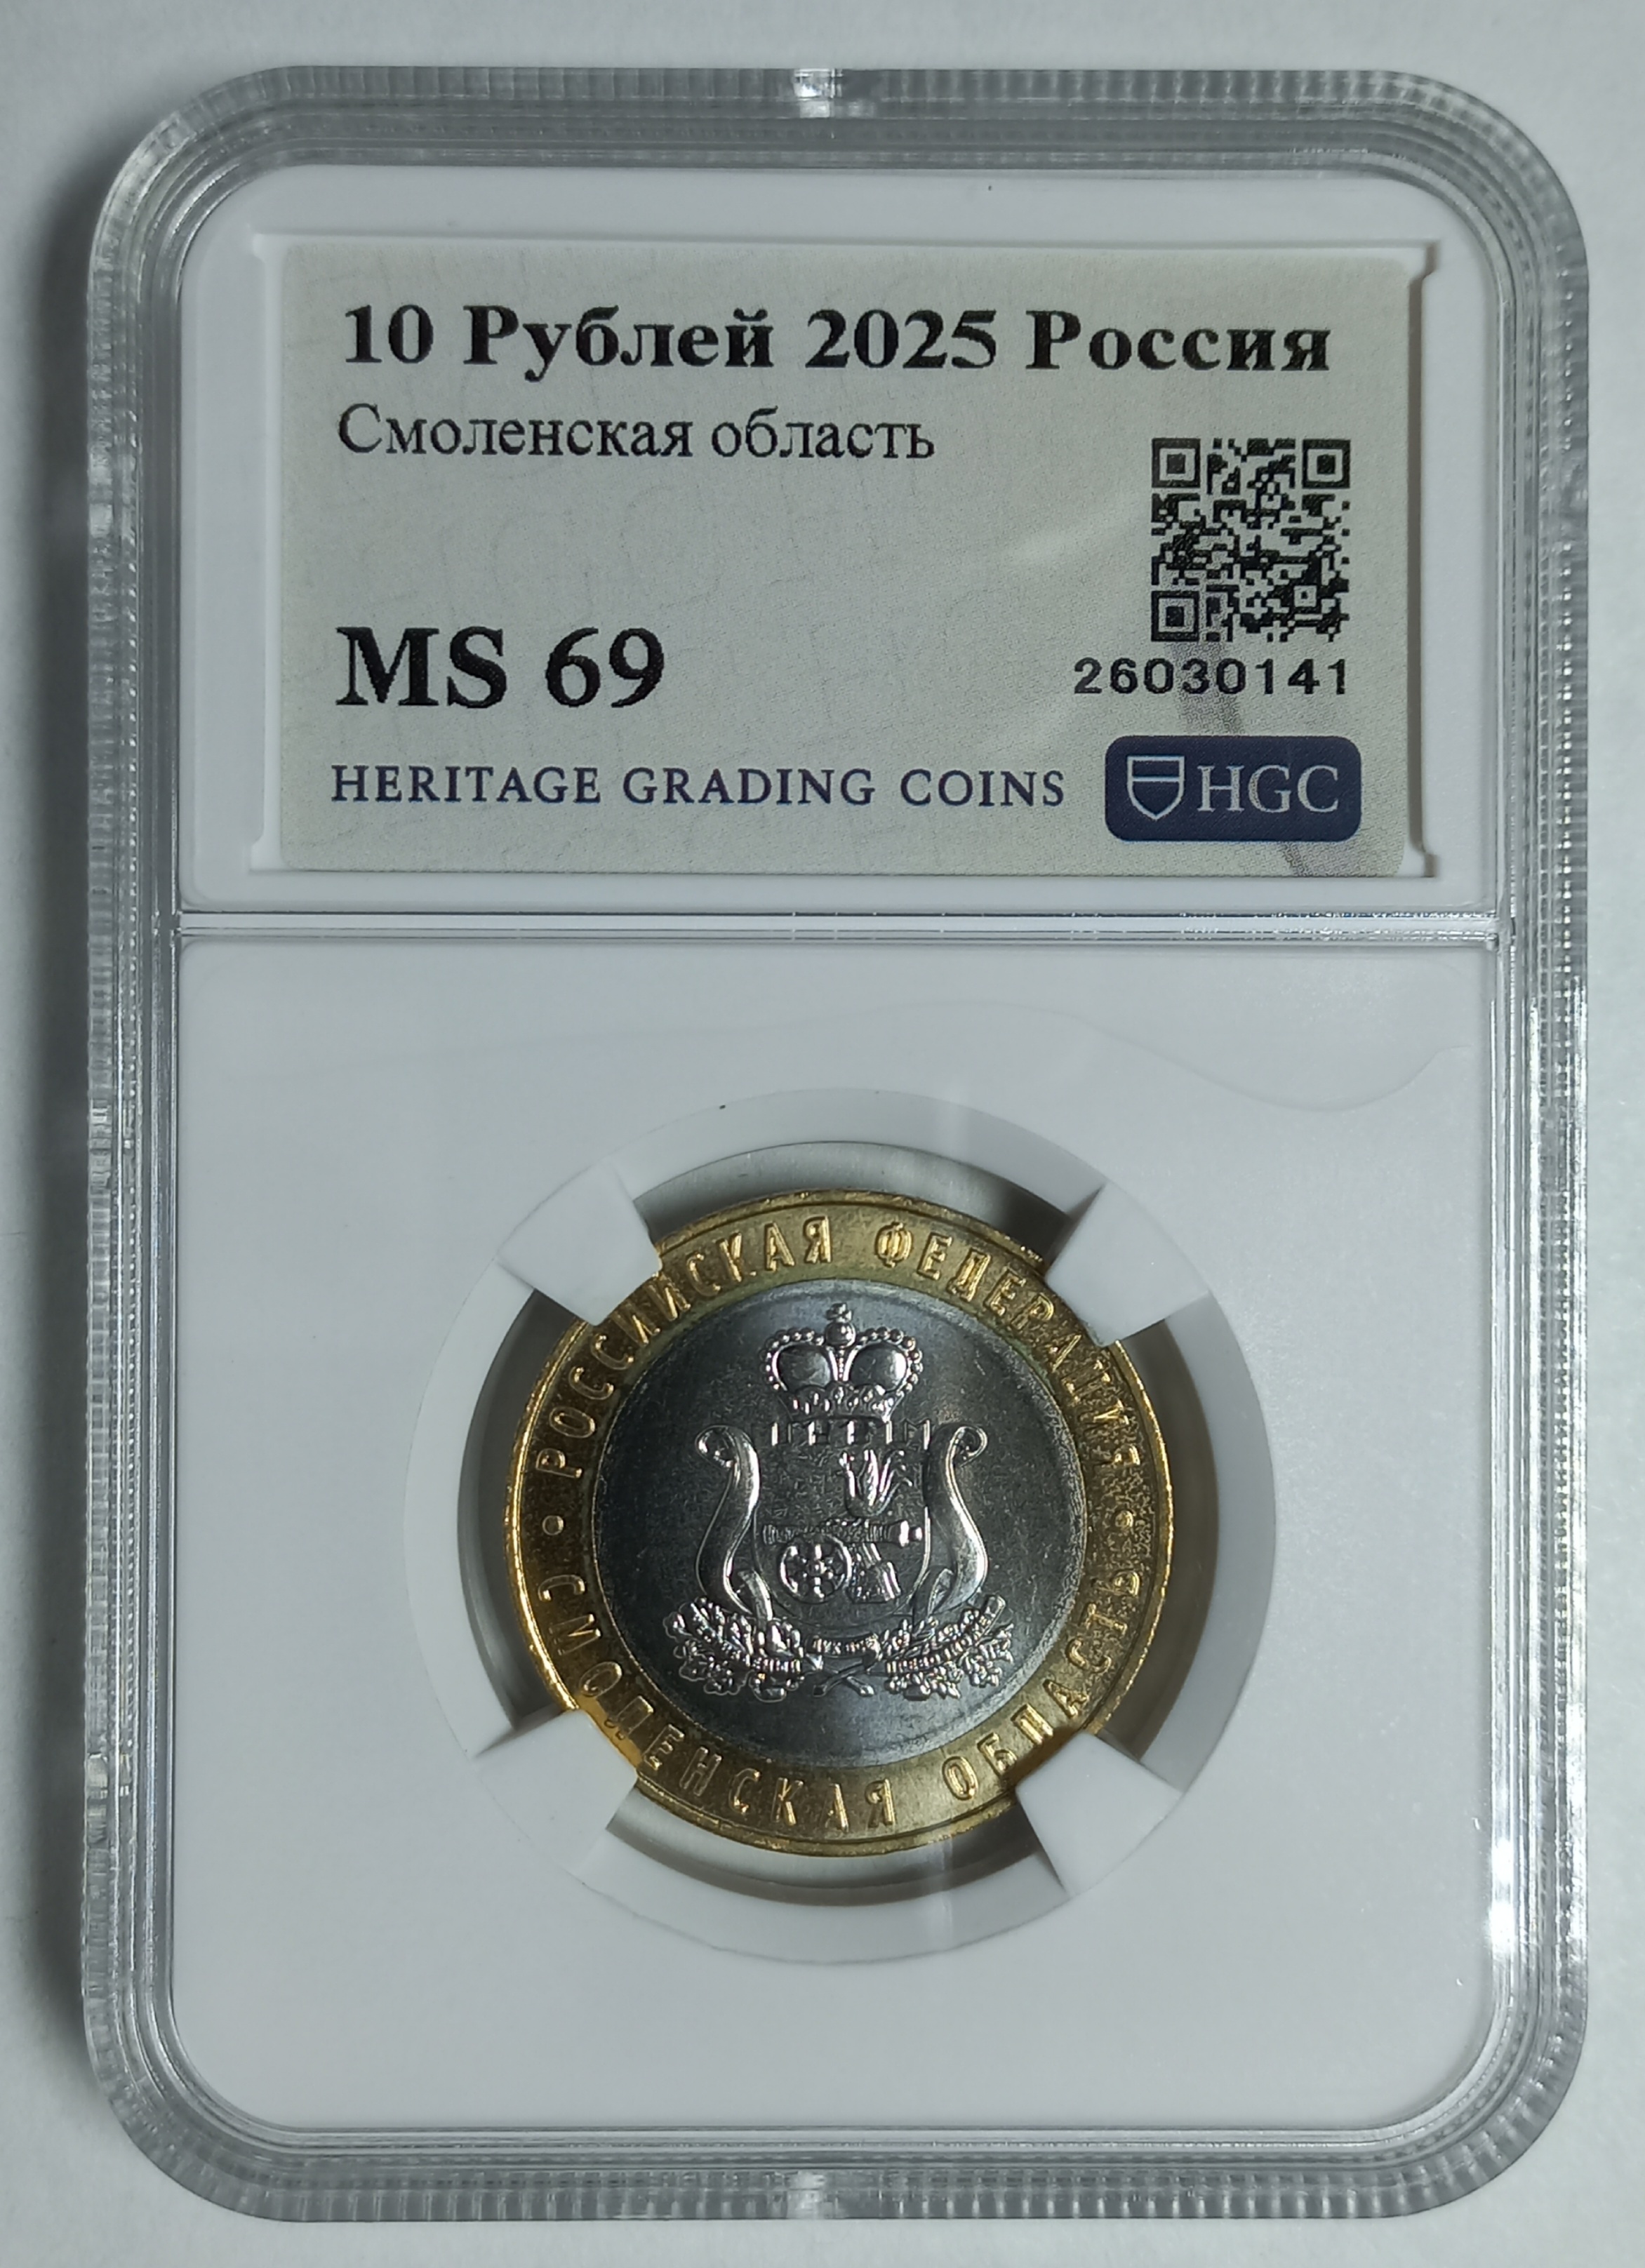 10 Рублей 2025 Россия
Смоленская область
MS 69
26030141
HERITAGE GRADING COINS
HGC
РОССИЙСКАЯ ФЕДЕРАЦИЯ
• СМОЛЕНСКАЯ ОБЛАСТЬ •